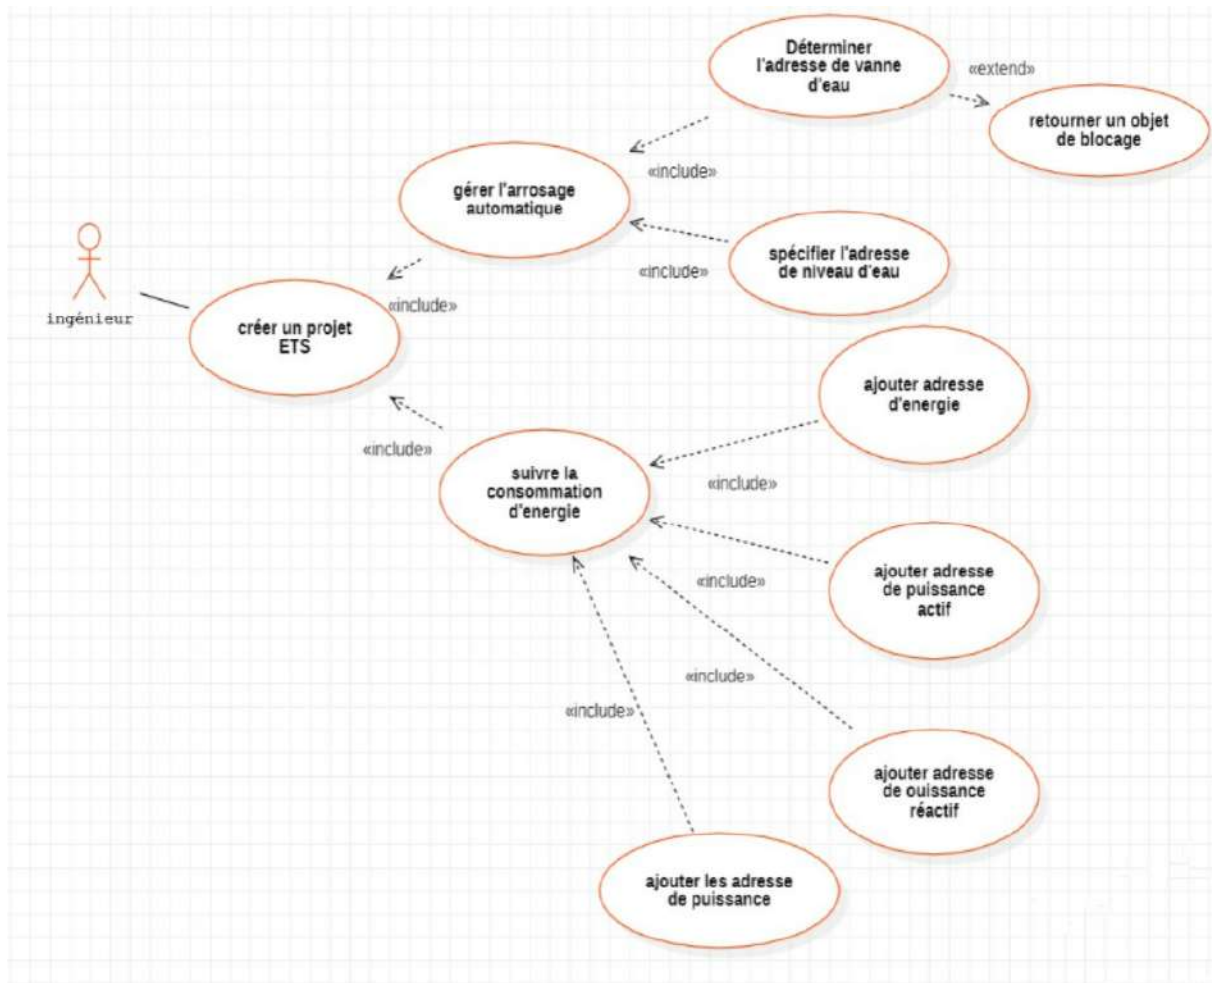 Déterminer
l'adresse de vanne
d'eau
«extend»
retourner un objet
de blocage
«include»
gérer l'arrosage
automatique
spécifier l'adresse
de niveau d'eau
«include»
«include»
ingénieur
créer un projet
ETS
ajouter adresse
d'energie
«include»
suivre la
consommation
d'energie
«include»
ajouter adresse
de puissance
actif
«include»
«include»
«include»
ajouter adresse
de ouissance
réactif
ajouter les adresse
de puissance